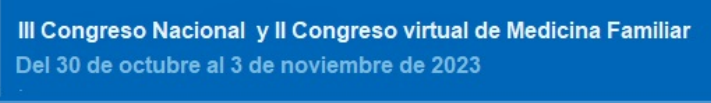 III Congreso Nacional y II Congreso virtual de Medicina Familiar
Del 30 de octubre al 3 de noviembre de 2023